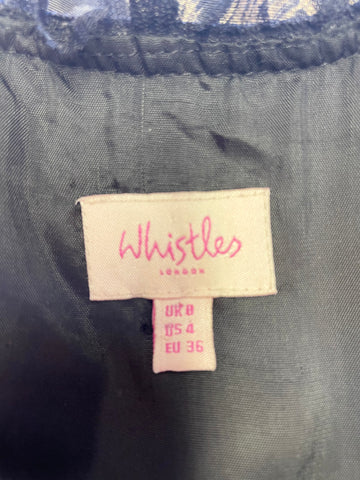 Whistles
LONDON
UK 8
US 4
EU 36